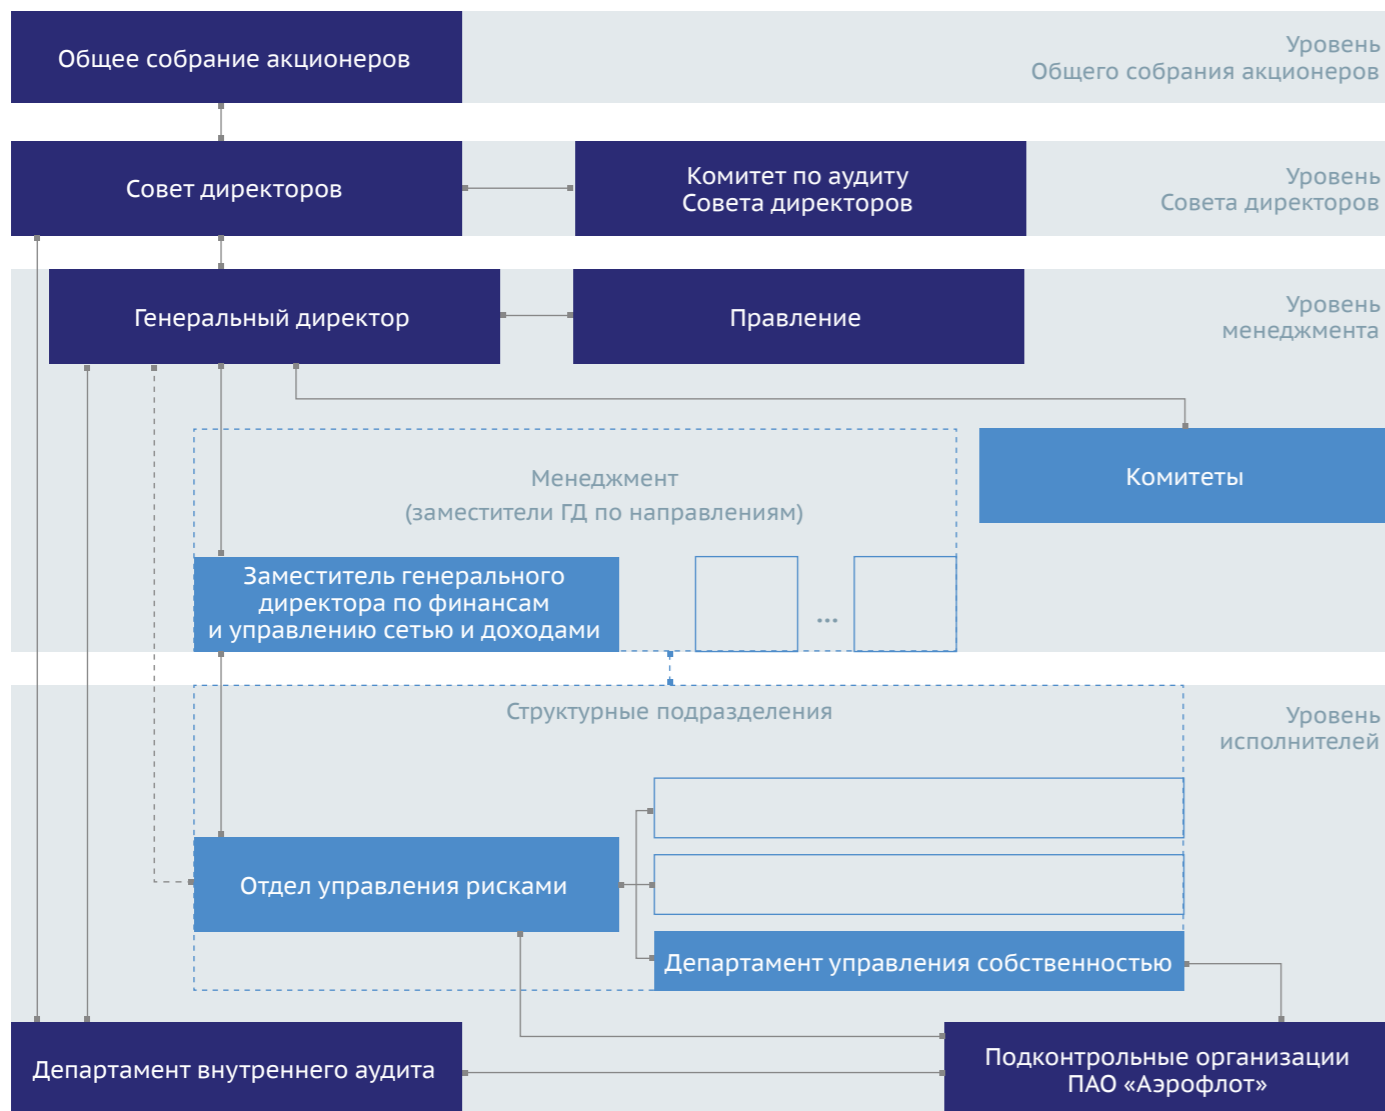 Общее собрание акционеров
Уровень
Общего собрания акционеров
Совет директоров
Комитет по аудиту
Совета директоров
Уровень
Совета директоров
Генеральный директор
Правление
Уровень
менеджмента
Менеджмент
(заместители ГД по направлениям)
Комитеты
Заместитель генерального
директора по финансам
и управлению сетью и доходами
...
Структурные подразделения
Уровень
исполнителей
Отдел управления рисками
Департамент управления собственностью
Департамент внутреннего аудита
Подконтрольные организации
ПАО «Аэрофлот»